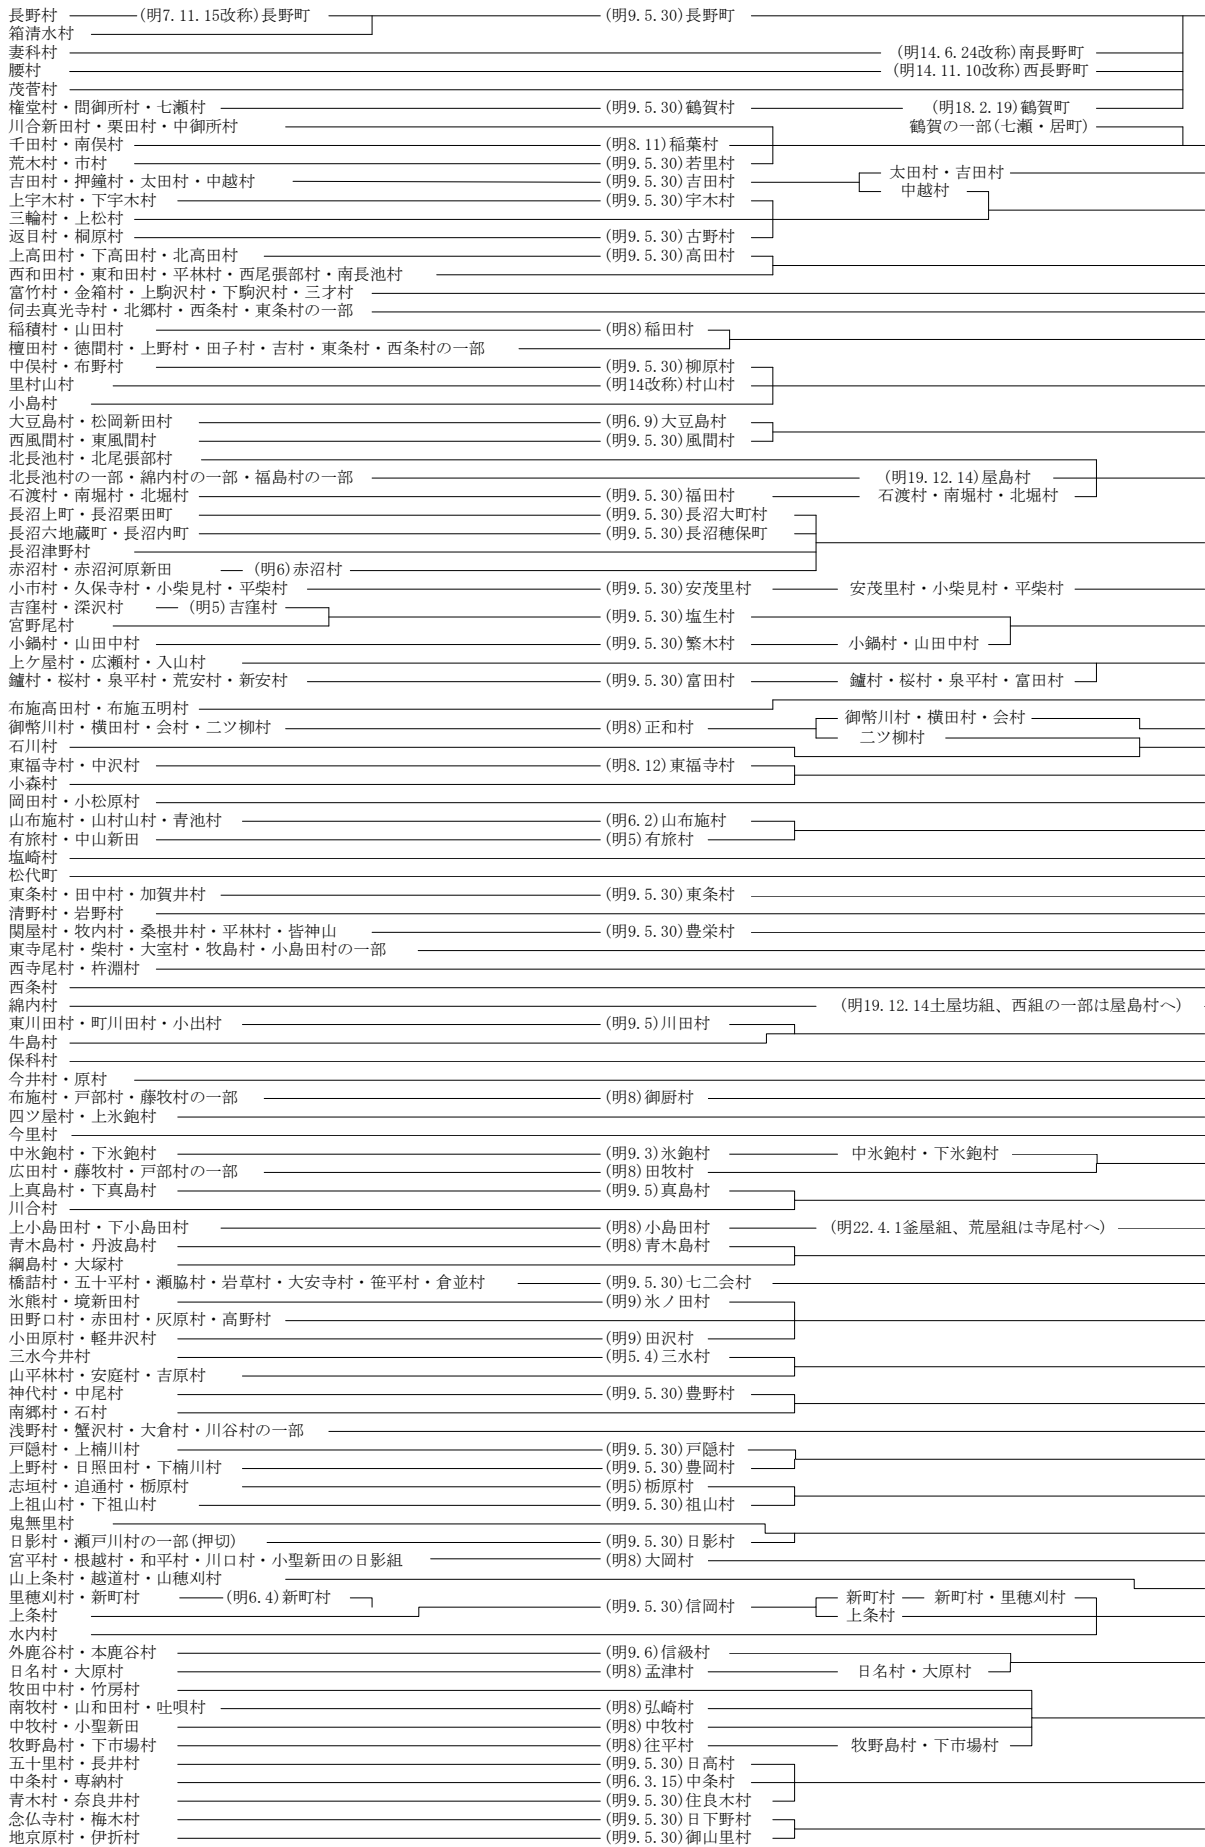 長野村 (明7.11.15改称)長野町 (明9.5.30)長野町
箱清水村
妻科村 (明14.6.24改称)南長野町
腰村 (明14.11.10改称)西長野町
茂菅村
権堂村・問御所村・七瀬村 (明9.5.30)鶴賀村 (明18.2.19)鶴賀町
川合新田村・栗田村・中御所村 鶴賀の一部(七瀬・居町)
千田村・南俣村 (明8.11)稲葉村
荒木村・市村 (明9.5.30)若里村
吉田村・押鐘村・太田村・中越村 (明9.5.30)吉田村 太田村・吉田村
中越村
上宇木村・下宇木村 (明9.5.30)宇木村
三輪村・上松村
返目村・桐原村 (明9.5.30)古野村
上高田村・下高田村・北高田村 (明9.5.30)高田村
西和田村・東和田村・平林村・西尾張部村・南長池村
富竹村・金箱村・上駒沢村・下駒沢村・三才村
伺去真光寺村・北郷村・西条村・東条村の一部
稲積村・山田村 (明8)稲田村
檀田村・徳間村・上野村・田子村・吉村・東条村・西条村の一部
中俣村・布野村 (明9.5.30)柳原村
里村山村 (明14改称)村山村
小島村
大豆島村・松岡新田村 (明6.9)大豆島村
西風間村・東風間村 (明9.5.30)風間村
北長池村・北尾張部村
北長池村の一部・綿内村の一部・福島村の一部 (明19.12.14)屋島村
石渡村・南堀村・北堀村 (明9.5.30)福田村 石渡村・南堀村・北堀村
長沼上町・長沼栗田町 (明9.5.30)長沼大町村
長沼六地蔵町・長沼内町 (明9.5.30)長沼穂保町
長沼津野村
赤沼村・赤沼河原新田 (明6)赤沼村
小市村・久保寺村・小柴見村・平柴村 (明9.5.30)安茂里村 安茂里村・小柴見村・平柴村
吉窪村・深沢村 (明5)吉窪村 (明9.5.30)塩生村
宮野尾村
小鍋村・山田中村 (明9.5.30)繁木村 小鍋村・山田中村
上ケ屋村・広瀬村・入山村
鑪村・桜村・泉平村・荒安村・新安村 (明9.5.30)富田村 鑪村・桜村・泉平村・富田村
布施高田村・布施五明村
御幣川村・横田村・会村・二ツ柳村 (明8)正和村 御幣川村・横田村・会村
二ツ柳村
石川村
東福寺村・中沢村 (明8.12)東福寺村
小森村
岡田村・小松原村
山布施村・山村山村・青池村 (明6.2)山布施村
有旅村・中山新田 (明5)有旅村
塩崎村
松代町
東条村・田中村・加賀井村 (明9.5.30)東条村
清野村・岩野村
関屋村・牧内村・桑根井村・平林村・皆神山 (明9.5.30)豊栄村
東寺尾村・柴村・大室村・牧島村・小島田村の一部
西寺尾村・杵淵村
西条村
綿内村 (明19.12.14土屋坊組、西組の一部は屋島村へ)
東川田村・町川田村・小出村 (明9.5)川田村
牛島村
保科村
今井村・原村
布施村・戸部村・藤牧村の一部 (明8)御厨村
四ツ屋村・上氷鉋村
今里村
中氷鉋村・下氷鉋村 (明9.3)氷鉋村 中氷鉋村・下氷鉋村
広田村・藤牧村・戸部村の一部 (明8)田牧村
上真島村・下真島村 (明9.5)真島村
川合村
上小島田村・下小島田村 (明8)小島田村 (明22.4.1釜屋組、荒屋組は寺尾村へ)
青木島村・丹波島村 (明8)青木島村
綱島村・大塚村
橋詰村・五十平村・瀬脇村・岩草村・大安寺村・笹平村・倉並村 (明9.5.30)七二会村
氷熊村・境新田村 (明9)氷ノ田村
田野口村・赤田村・灰原村・高野村
小田原村・軽井沢村 (明9)田沢村
三水今井村 (明5.4)三水村
山平林村・安庭村・吉原村
神代村・中尾村 (明9.5.30)豊野村
南郷村・石村
浅野村・蟹沢村・大倉村・川谷村の一部
戸隠村・上楠川村 (明9.5.30)戸隠村
上野村・日照田村・下楠川村 (明9.5.30)豊岡村
志垣村・追通村・栃原村 (明5)栃原村
上祖山村・下祖山村 (明9.5.30)祖山村
鬼無里村
日影村・瀬戸川村の一部(押切) (明9.5.30)日影村
宮平村・根越村・和平村・川口村・小聖新田の日影組 (明8)大岡村
山上条村・越道村・山穂刈村
里穂刈村・新町村 (明6.4)新町村 (明9.5.30)信岡村 新町村 新町村・里穂刈村
上条村 上条村
水内村
外鹿谷村・本鹿谷村 (明9.6)信級村
日名村・大原村 (明8)孟津村 日名村・大原村
牧田中村・竹房村
南牧村・山和田村・吐唄村 (明8)弘崎村
中牧村・小聖新田 (明8)中牧村
牧野島村・下市場村 (明8)往平村 牧野島村・下市場村
五十里村・長井村 (明9.5.30)日高村
中条村・専納村 (明6.3.15)中条村
青木村・奈良井村 (明9.5.30)住良木村
念仏寺村・梅木村 (明9.5.30)日下野村
地京原村・伊折村 (明9.5.30)御山里村